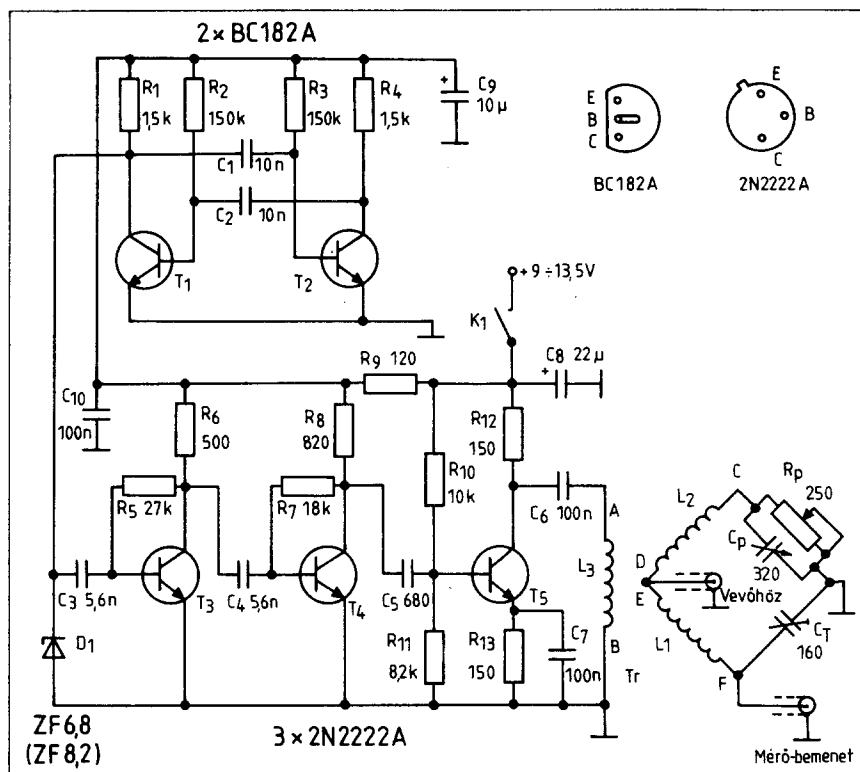 2 × BC182A
R1
1,5k
R2
150k
R3
150k
R4
1,5k
+
C9
10 µ
C1
10n
C2
10n
T1
T2
E
B
C
BC182A
E
B
C
2N2222A
+9 ÷ 13,5V
K1
R9 120
+
C8 22 µ
C10
100n
R6
500
R8
820
R10
10k
R12
150
R5 27k
R7 18k
C6
100n
A
L3
B
C3
5,6n
T3
C4 5,6n
T4
C5 680
T5
R11
8,2k
R13
150
C7
100n
Tr
D1
L2
C
Rp
250
Cp
320
D
E
Vevőhöz
L1
CT
160
F
Mérő-bemenet
ZF6,8
(ZF8,2)
3 × 2N2222A